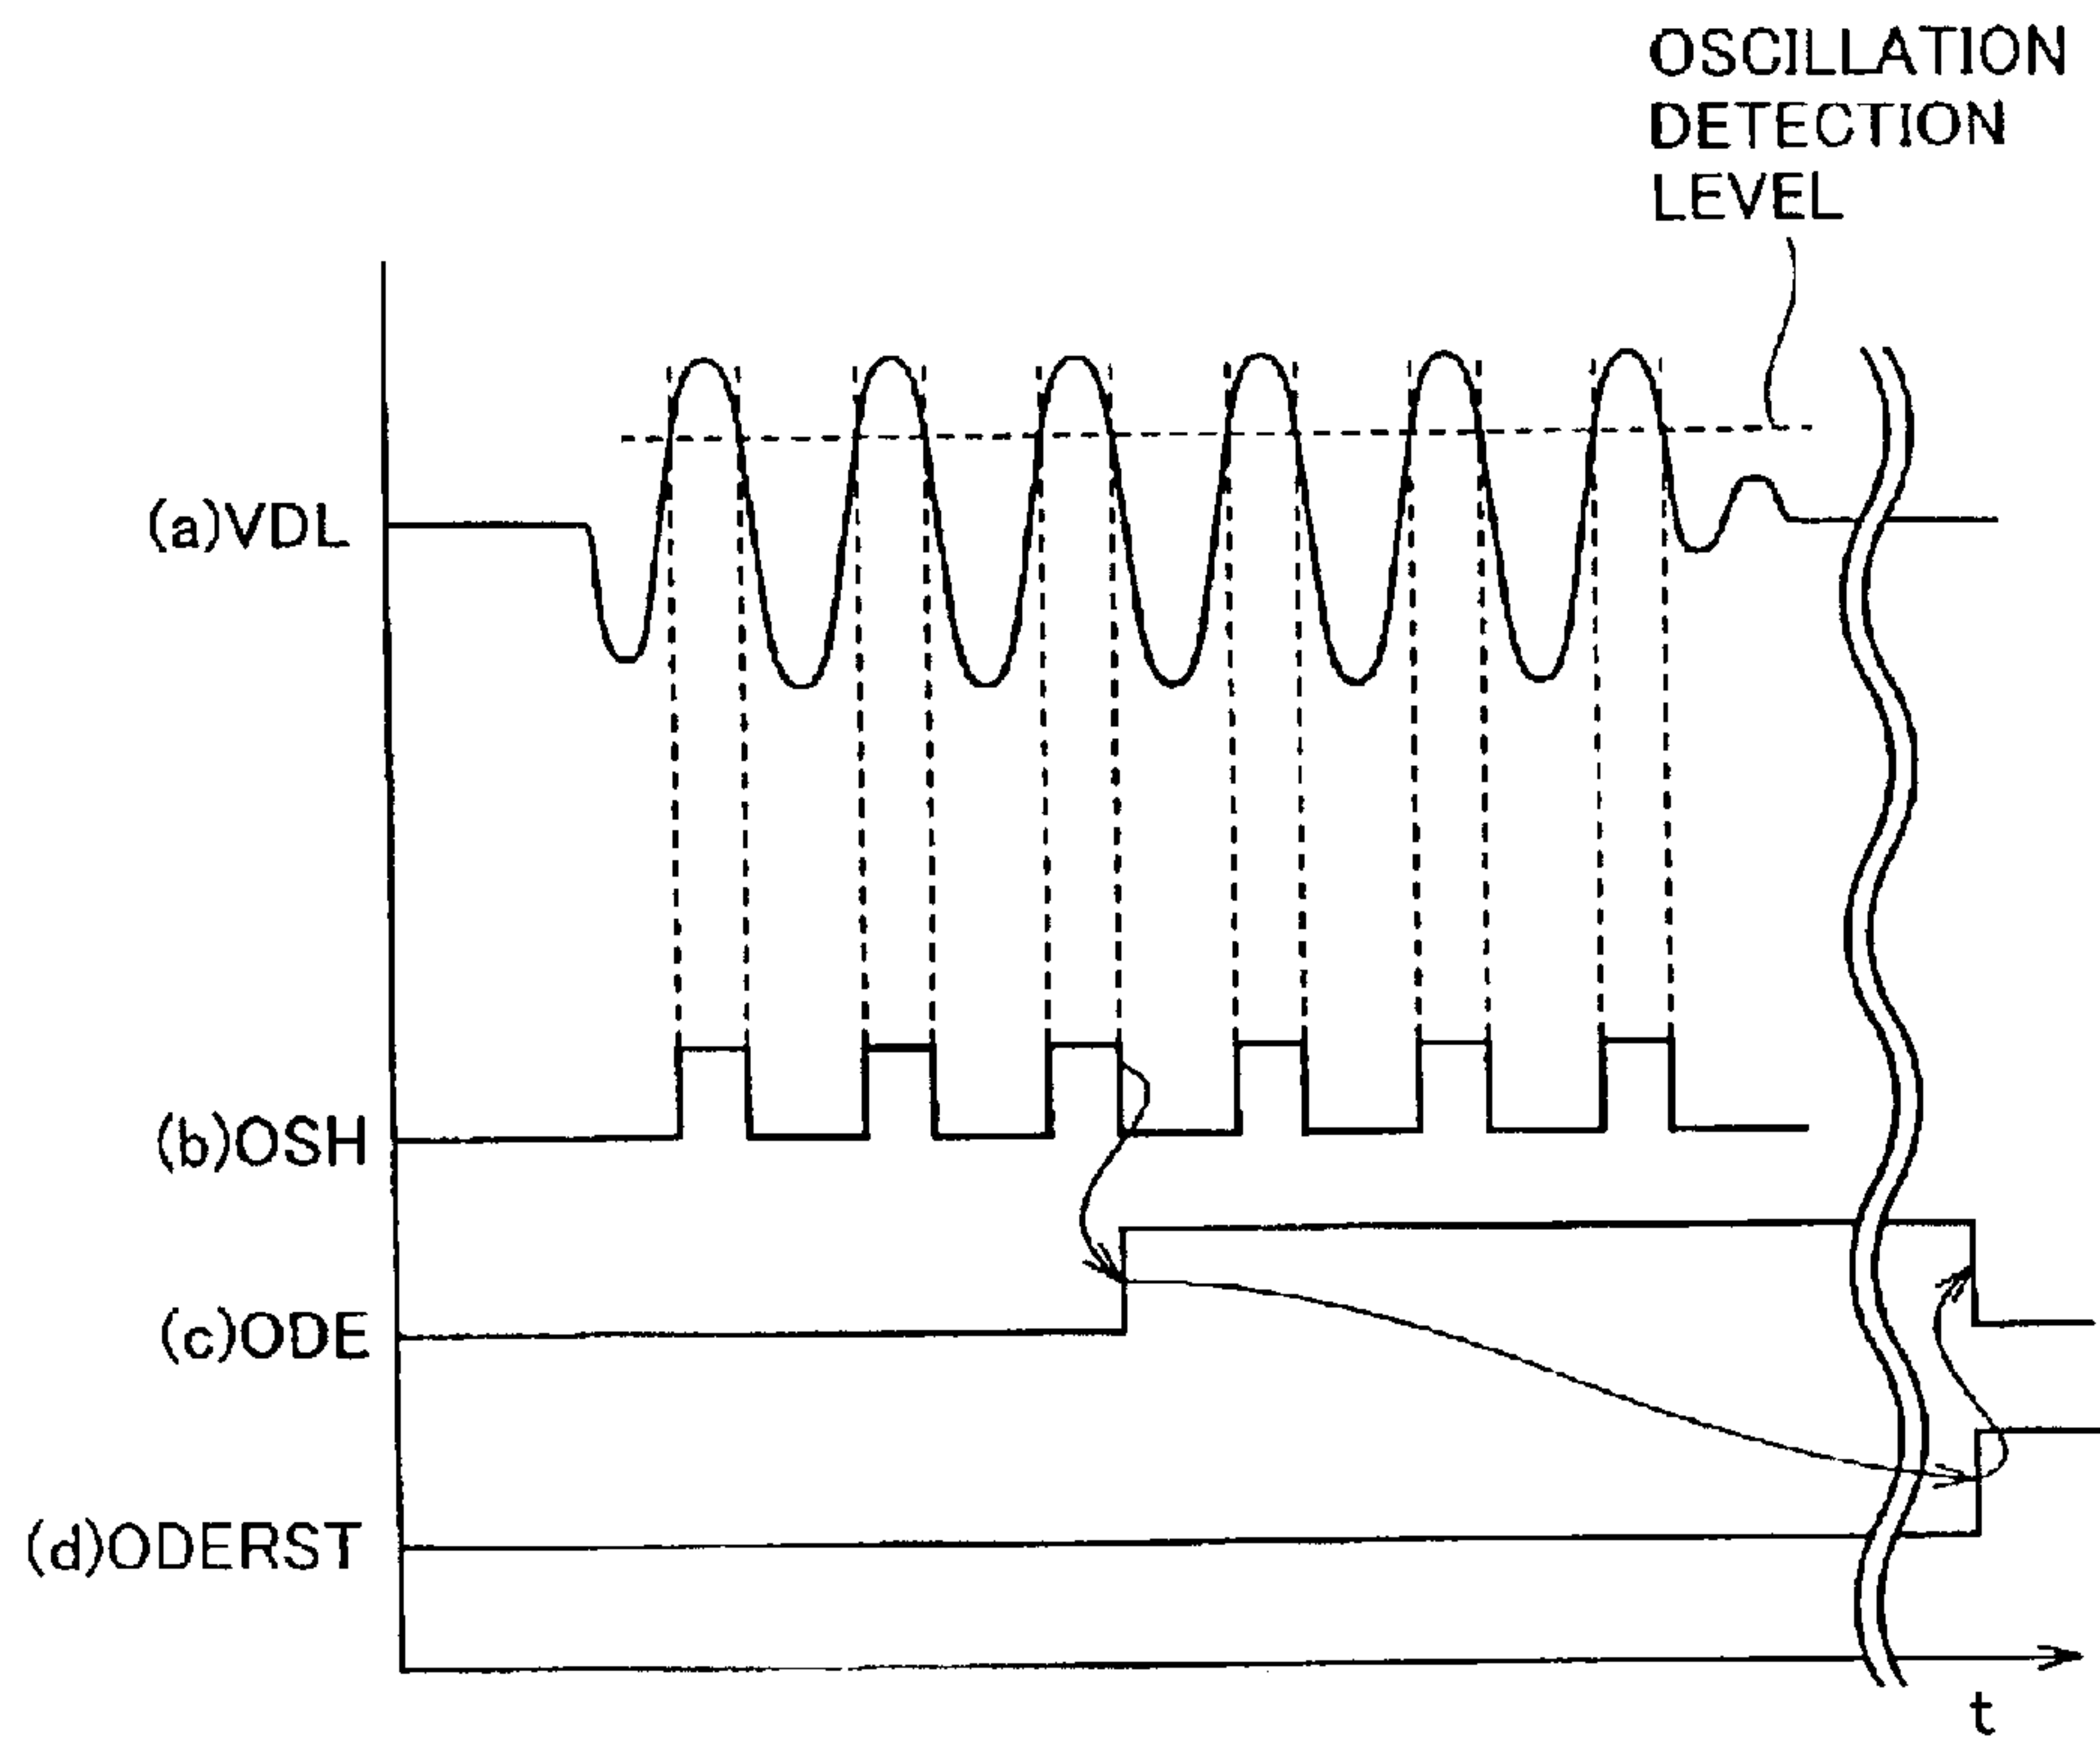 OSCILLATION
DETECTION
LEVEL
(a)VDL
(b)OSH
(c)ODE
(d)ODERST
t